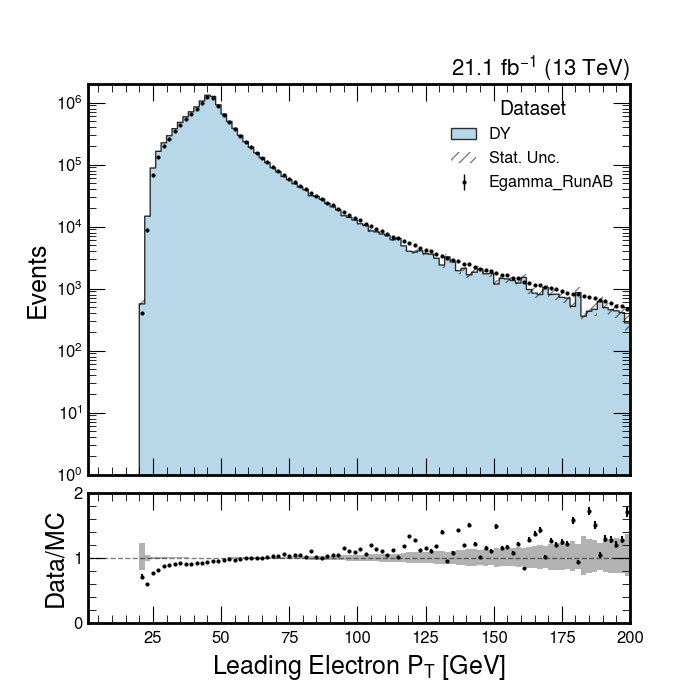 21.1 fb⁻¹ (13 TeV)
Dataset
DY
Stat. Unc.
Egamma_RunAB
Events
10⁶
10⁵
10⁴
10³
10²
10¹
10⁰
Data/MC
2
1
0
25 50 75 100 125 150 175 200
Leading Electron P_T [GeV]